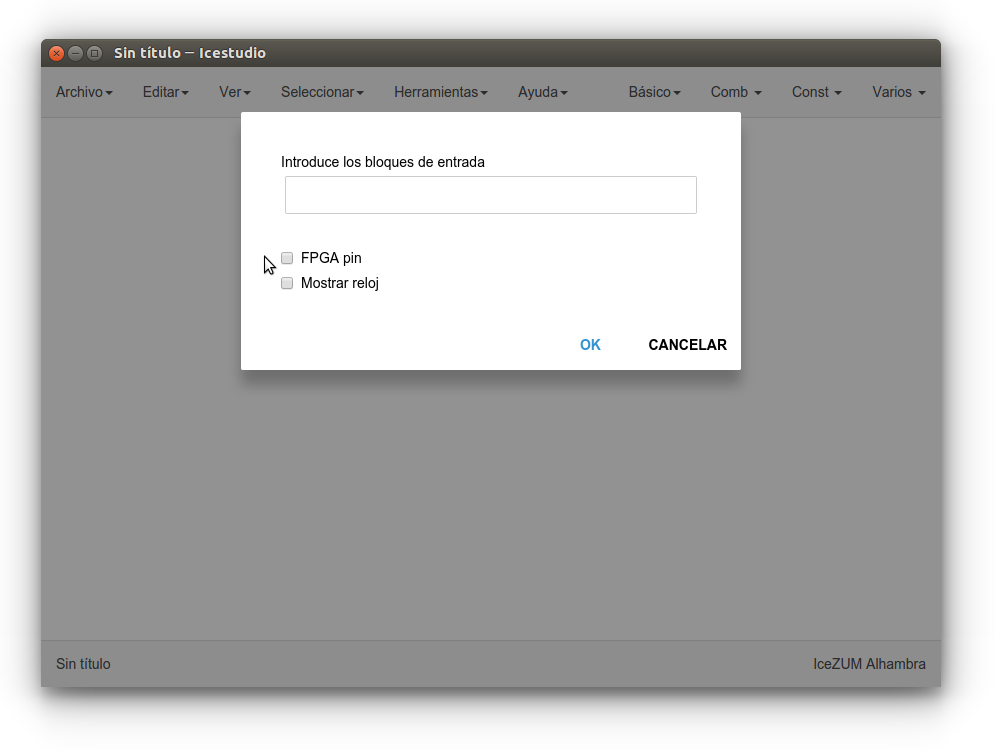 Sin título – Icestudio
Archivo Editar Ver Seleccionar Herramientas Ayuda Básico Comb Const Varios
Introduce los bloques de entrada
FPGA pin
Mostrar reloj
OK CANCELAR
Sin título IceZUM Alhambra